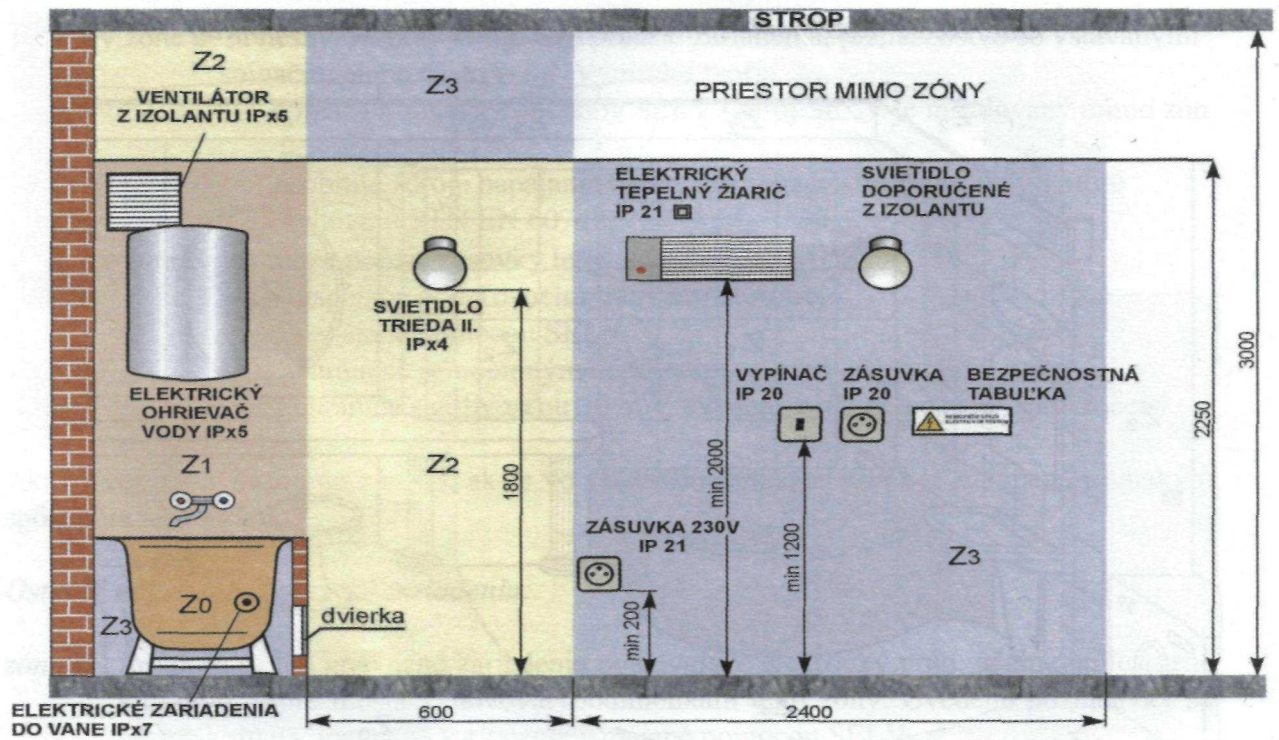 STROP
Z2
VENTILÁTOR
Z IZOLANTU IPx5
Z3
PRIESTOR MIMO ZÓNY
ELEKTRICKÝ
TEPELNÝ ŽIARIČ
IP 21
SVIETIDLO
DOPORUČENÉ
Z IZOLANTU
SVIETIDLO
TRIEDA II.
IPx4
ELEKTRICKÝ
OHRIEVAČ
VODY IPx5
VYPÍNAČ
IP 20
ZÁSUVKA
IP 20
BEZPEČNOSTNÁ
TABUĽKA
Z1
Z2
1800
min 2000
min 1200
2250
3000
ZÁSUVKA 230V
IP 21
min 200
Z3
Z0
Z3
dvierka
ELEKTRICKÉ ZARIADENIA
DO VANE IPx7
600
2400